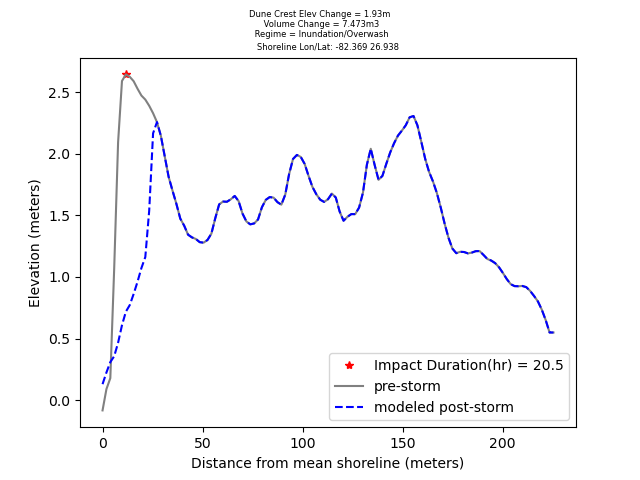 Dune Crest Elev Change = 1.93m
Volume Change = 7.473m3
Regime = Inundation/Overwash
Shoreline Lon/Lat: -82.369 26.938
2.5
2.0
1.5
1.0
0.5
0.0
Elevation (meters)
Impact Duration(hr) = 20.5
pre-storm
modeled post-storm
0 50 100 150 200
Distance from mean shoreline (meters)